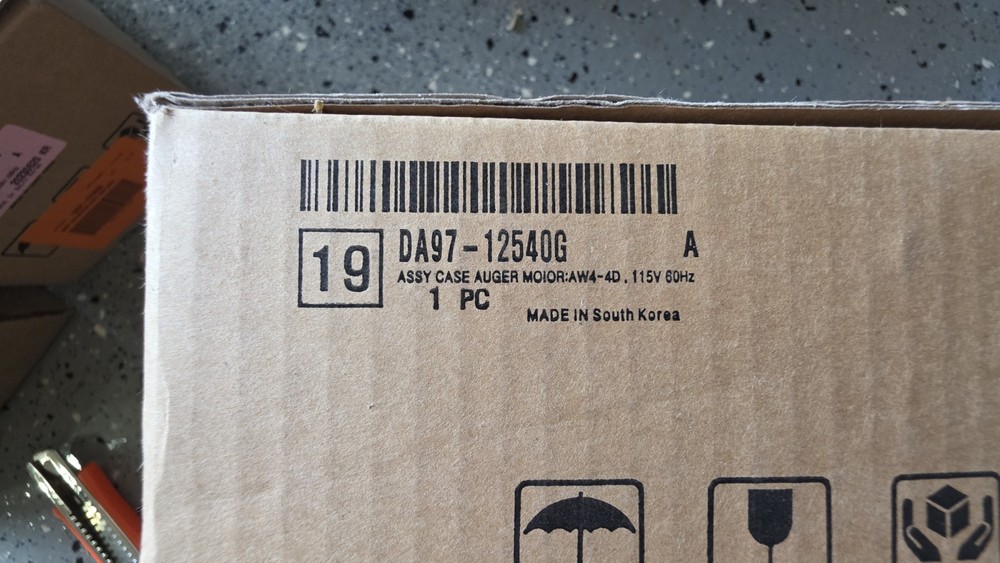 DA97-12540G A
19
ASSY CASE AUGER MOIOR:AW4-4D, 115V 60Hz
1 PC
MADE IN South Korea